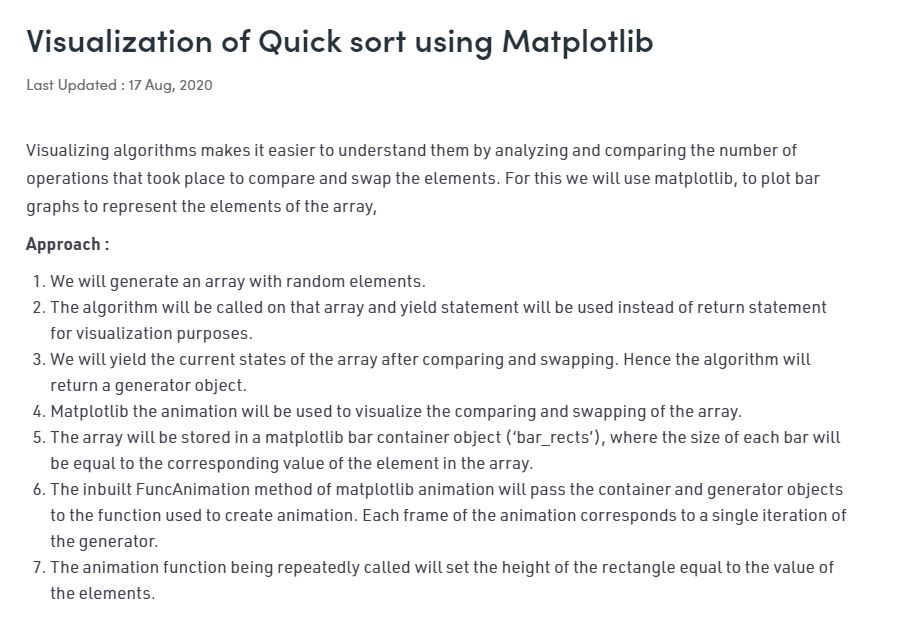 Visualization of Quick sort using Matplotlib
Last Updated : 17 Aug, 2020
Visualizing algorithms makes it easier to understand them by analyzing and comparing the number of
operations that took place to compare and swap the elements. For this we will use matplotlib, to plot bar
graphs to represent the elements of the array,
Approach :
1. We will generate an array with random elements.
2. The algorithm will be called on that array and yield statement will be used instead of return statement
for visualization purposes.
3. We will yield the current states of the array after comparing and swapping. Hence the algorithm will
return a generator object.
4. Matplotlib the animation will be used to visualize the comparing and swapping of the array.
5. The array will be stored in a matplotlib bar container object (‘bar_rects’), where the size of each bar will
be equal to the corresponding value of the element in the array.
6. The inbuilt FuncAnimation method of matplotlib animation will pass the container and generator objects
to the function used to create animation. Each frame of the animation corresponds to a single iteration of
the generator.
7. The animation function being repeatedly called will set the height of the rectangle equal to the value of
the elements.